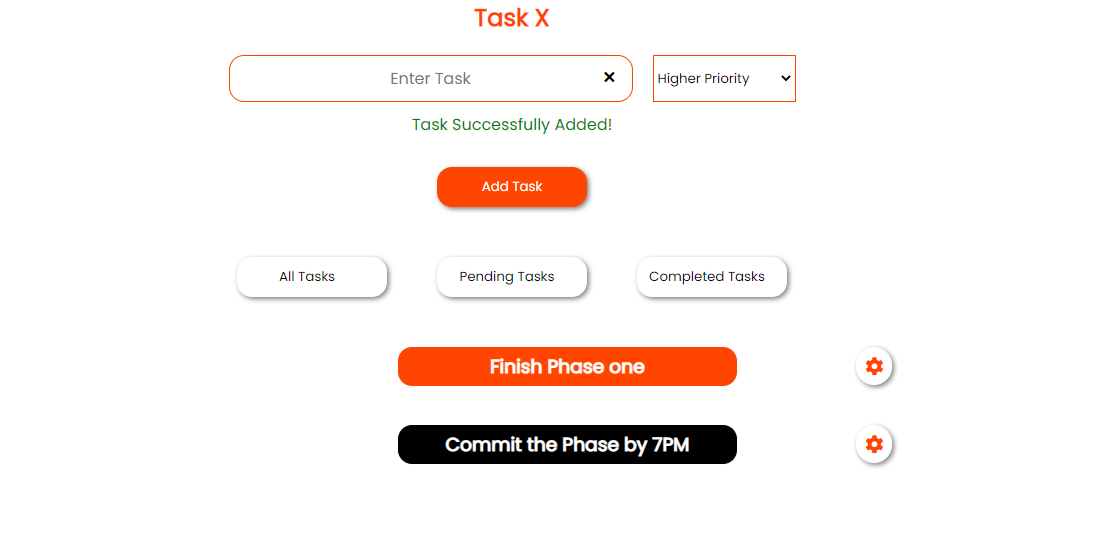 Task X
Enter Task ✕
Higher Priority
Task Successfully Added!
Add Task
All Tasks
Pending Tasks
Completed Tasks
Finish Phase one
Commit the Phase by 7PM